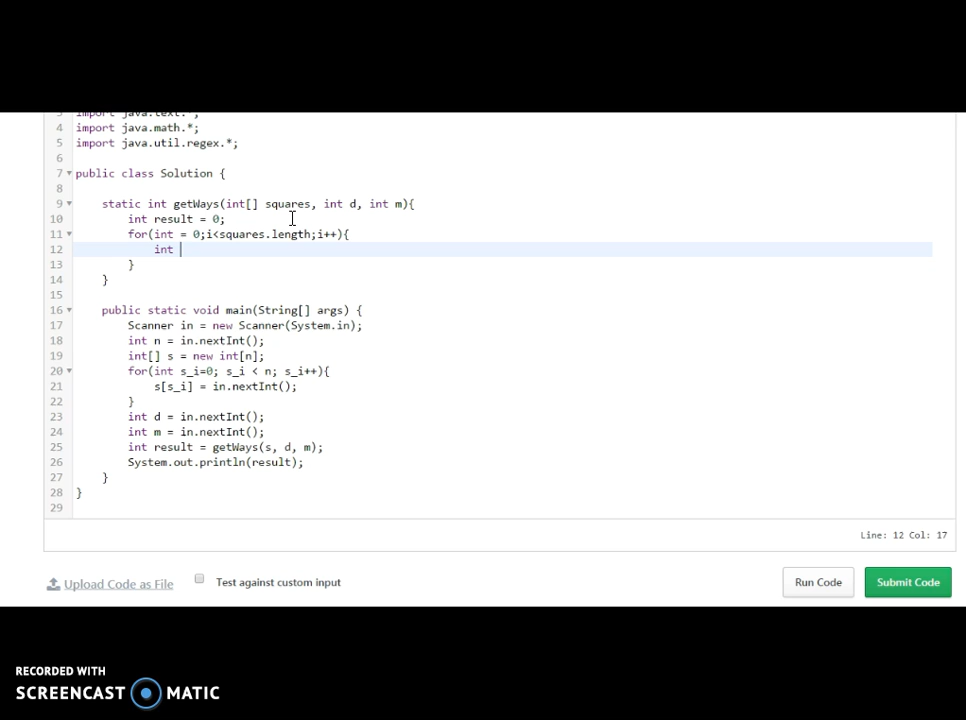 3 import java.text.*;
4 import java.math.*;
5 import java.util.regex.*;
6
7 public class Solution {
8
9 static int getWays(int[] squares, int d, int m){
10 int result = 0;
11 for(int = 0;i<squares.length;i++){
12 int
13 }
14 }
15
16 public static void main(String[] args) {
17 Scanner in = new Scanner(System.in);
18 int n = in.nextInt();
19 int[] s = new int[n];
20 for(int s_i=0; s_i < n; s_i++){
21 s[s_i] = in.nextInt();
22 }
23 int d = in.nextInt();
24 int m = in.nextInt();
25 int result = getWays(s, d, m);
26 System.out.println(result);
27 }
28 }
29
Line: 12 Col: 17
Upload Code as File Test against custom input Run Code Submit Code
RECORDED WITH
SCREENCAST MATIC